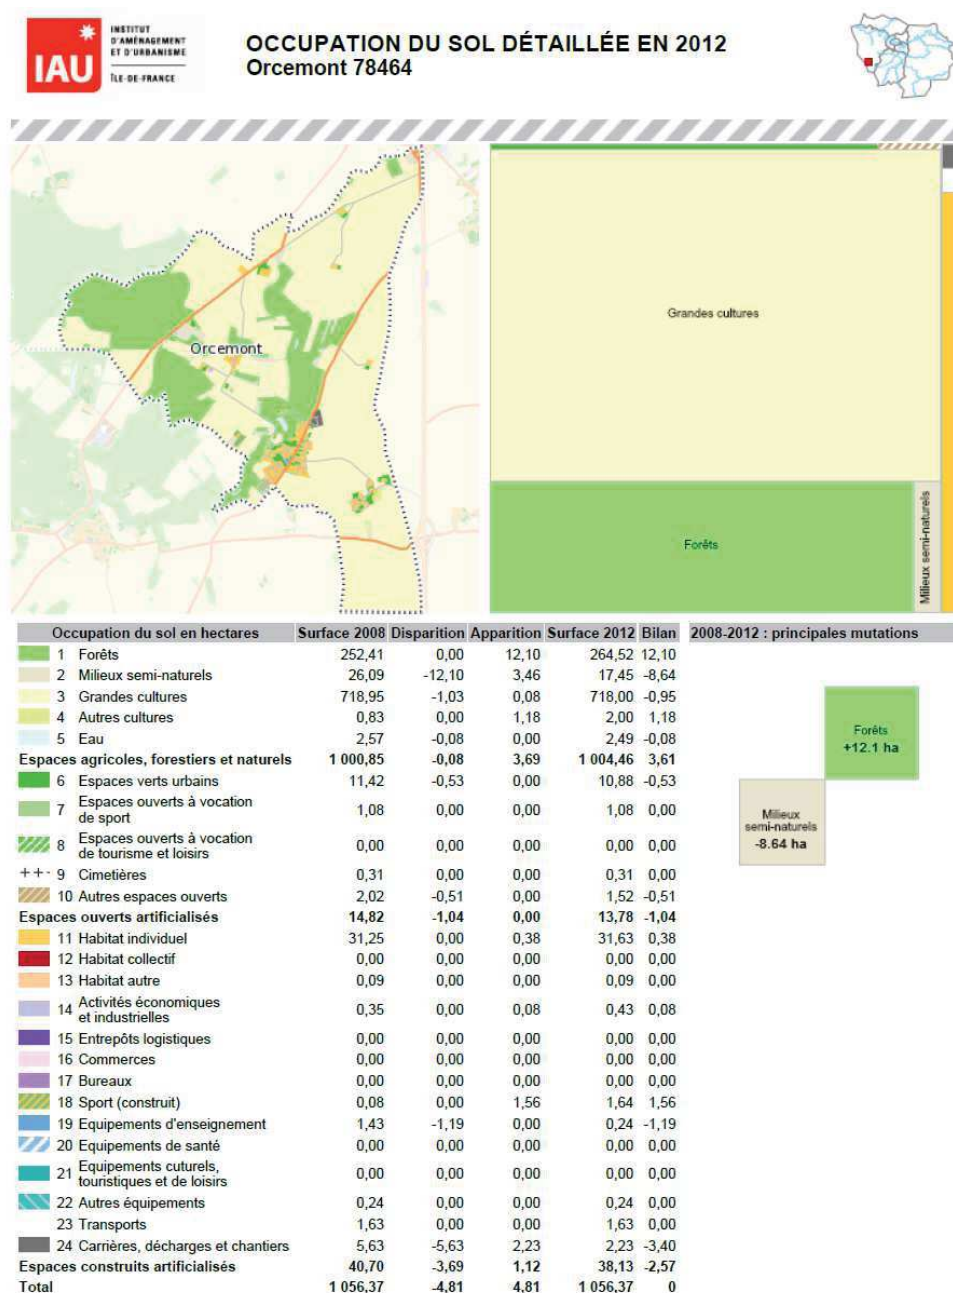 INSTITUT
D'AMÉNAGEMENT
ET D'URBANISME
IAU
ÎLE-DE-FRANCE
OCCUPATION DU SOL DÉTAILLÉE EN 2012
Orcemont 78464
Orcemont
Grandes cultures
Forêts
Milieux semi-naturels
Occupation du sol en hectares Surface 2008 Disparition Apparition Surface 2012 Bilan
1 Forêts 252,41 0,00 12,10 264,52 12,10
2 Milieux semi-naturels 26,09 -12,10 3,46 17,45 -8,64
3 Grandes cultures 718,95 -1,03 0,08 718,00 -0,95
4 Autres cultures 0,83 0,00 1,18 2,00 1,18
5 Eau 2,57 -0,08 0,00 2,49 -0,08
Espaces agricoles, forestiers et naturels 1 000,85 -0,08 3,69 1 004,46 3,61
6 Espaces verts urbains 11,42 -0,53 0,00 10,88 -0,53
7 Espaces ouverts à vocation
de sport 1,08 0,00 0,00 1,08 0,00
8 Espaces ouverts à vocation
de tourisme et loisirs 0,00 0,00 0,00 0,00 0,00
9 Cimetières 0,31 0,00 0,00 0,31 0,00
10 Autres espaces ouverts 2,02 -0,51 0,00 1,52 -0,51
Espaces ouverts artificialisés 14,82 -1,04 0,00 13,78 -1,04
11 Habitat individuel 31,25 0,00 0,38 31,63 0,38
12 Habitat collectif 0,00 0,00 0,00 0,00 0,00
13 Habitat autre 0,09 0,00 0,00 0,09 0,00
14 Activités économiques
et industrielles 0,35 0,00 0,08 0,43 0,08
15 Entrepôts logistiques 0,00 0,00 0,00 0,00 0,00
16 Commerces 0,00 0,00 0,00 0,00 0,00
17 Bureaux 0,00 0,00 0,00 0,00 0,00
18 Sport (construit) 0,08 0,00 1,56 1,64 1,56
19 Equipements d'enseignement 1,43 -1,19 0,00 0,24 -1,19
20 Equipements de santé 0,00 0,00 0,00 0,00 0,00
21 Equipements cuturels,
touristiques et de loisirs 0,00 0,00 0,00 0,00 0,00
22 Autres équipements 0,24 0,00 0,00 0,24 0,00
23 Transports 1,63 0,00 0,00 1,63 0,00
24 Carrières, décharges et chantiers 5,63 -5,63 2,23 2,23 -3,40
Espaces construits artificialisés 40,70 -3,69 1,12 38,13 -2,57
Total 1 056,37 -4,81 4,81 1 056,37 0
2008-2012 : principales mutations
Forêts
+12.1 ha
Milieux
semi-naturels
-8.64 ha